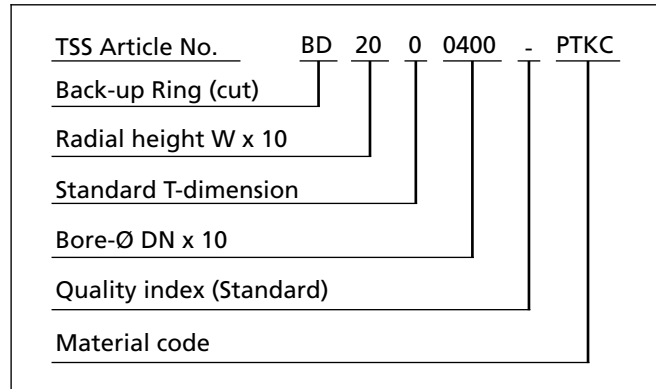 TSS Article No. BD 20 0 0400 - PTKC
Back-up Ring (cut)
Radial height W x 10
Standard T-dimension
Bore-Ø DN x 10
Quality index (Standard)
Material code